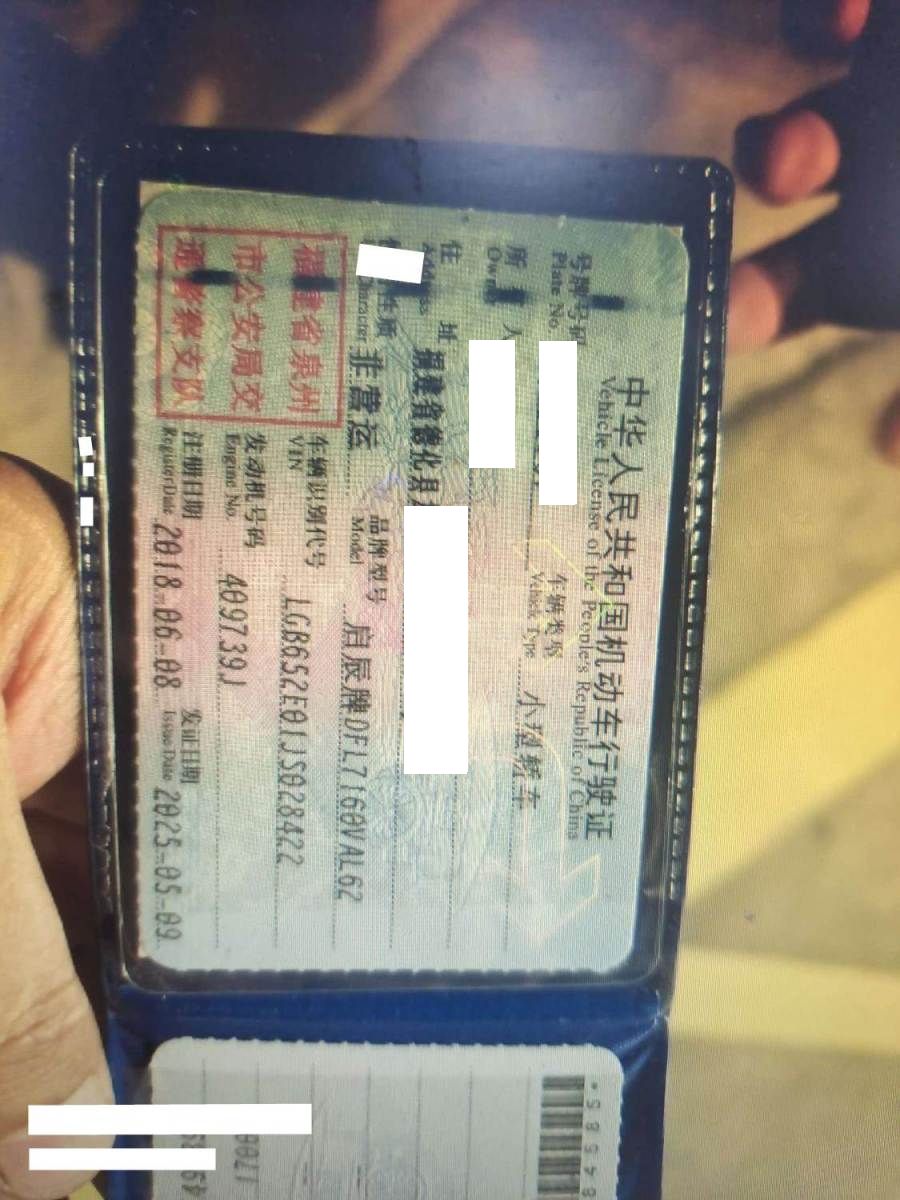 中华人民共和国机动车行驶证
Vehicle License of the People's Republic of China
号牌号码
Plate No.
车辆类型
Vehicle Type
小型轿车
所 人
Owner
住 址
福建省德化县
性质
Character
非营运
品牌型号
Model
启辰牌DFL7160VAL62
福建省泉州
市公安局交
通警察支队
车辆识别代号
VIN
LGB652E01JS028422
发动机号码
Engine No.
409739J
注册日期
Register Date
2018-06-08
发证日期
Issue Date
2025-05-09